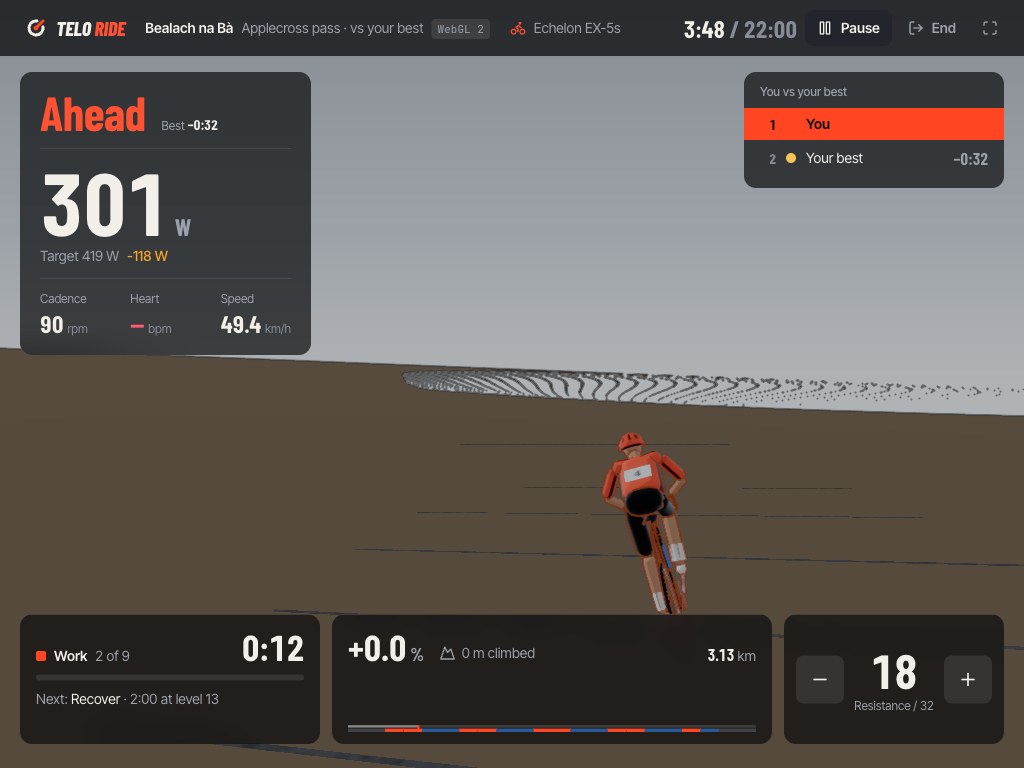 TELO RIDE Bealach na Bà Applecross pass · vs your best WebGL 2 Echelon EX-5s 3:48 / 22:00 Pause End
Ahead Best −0:32
301 W
Target 419 W -118 W
Cadence Heart Speed
90 rpm – bpm 49.4 km/h
You vs your best
1 You
2 Your best −0:32
4
Work 2 of 9 0:12
Next: Recover · 2:00 at level 13
+0.0 % 0 m climbed 3.13 km
− 18 +
Resistance / 32